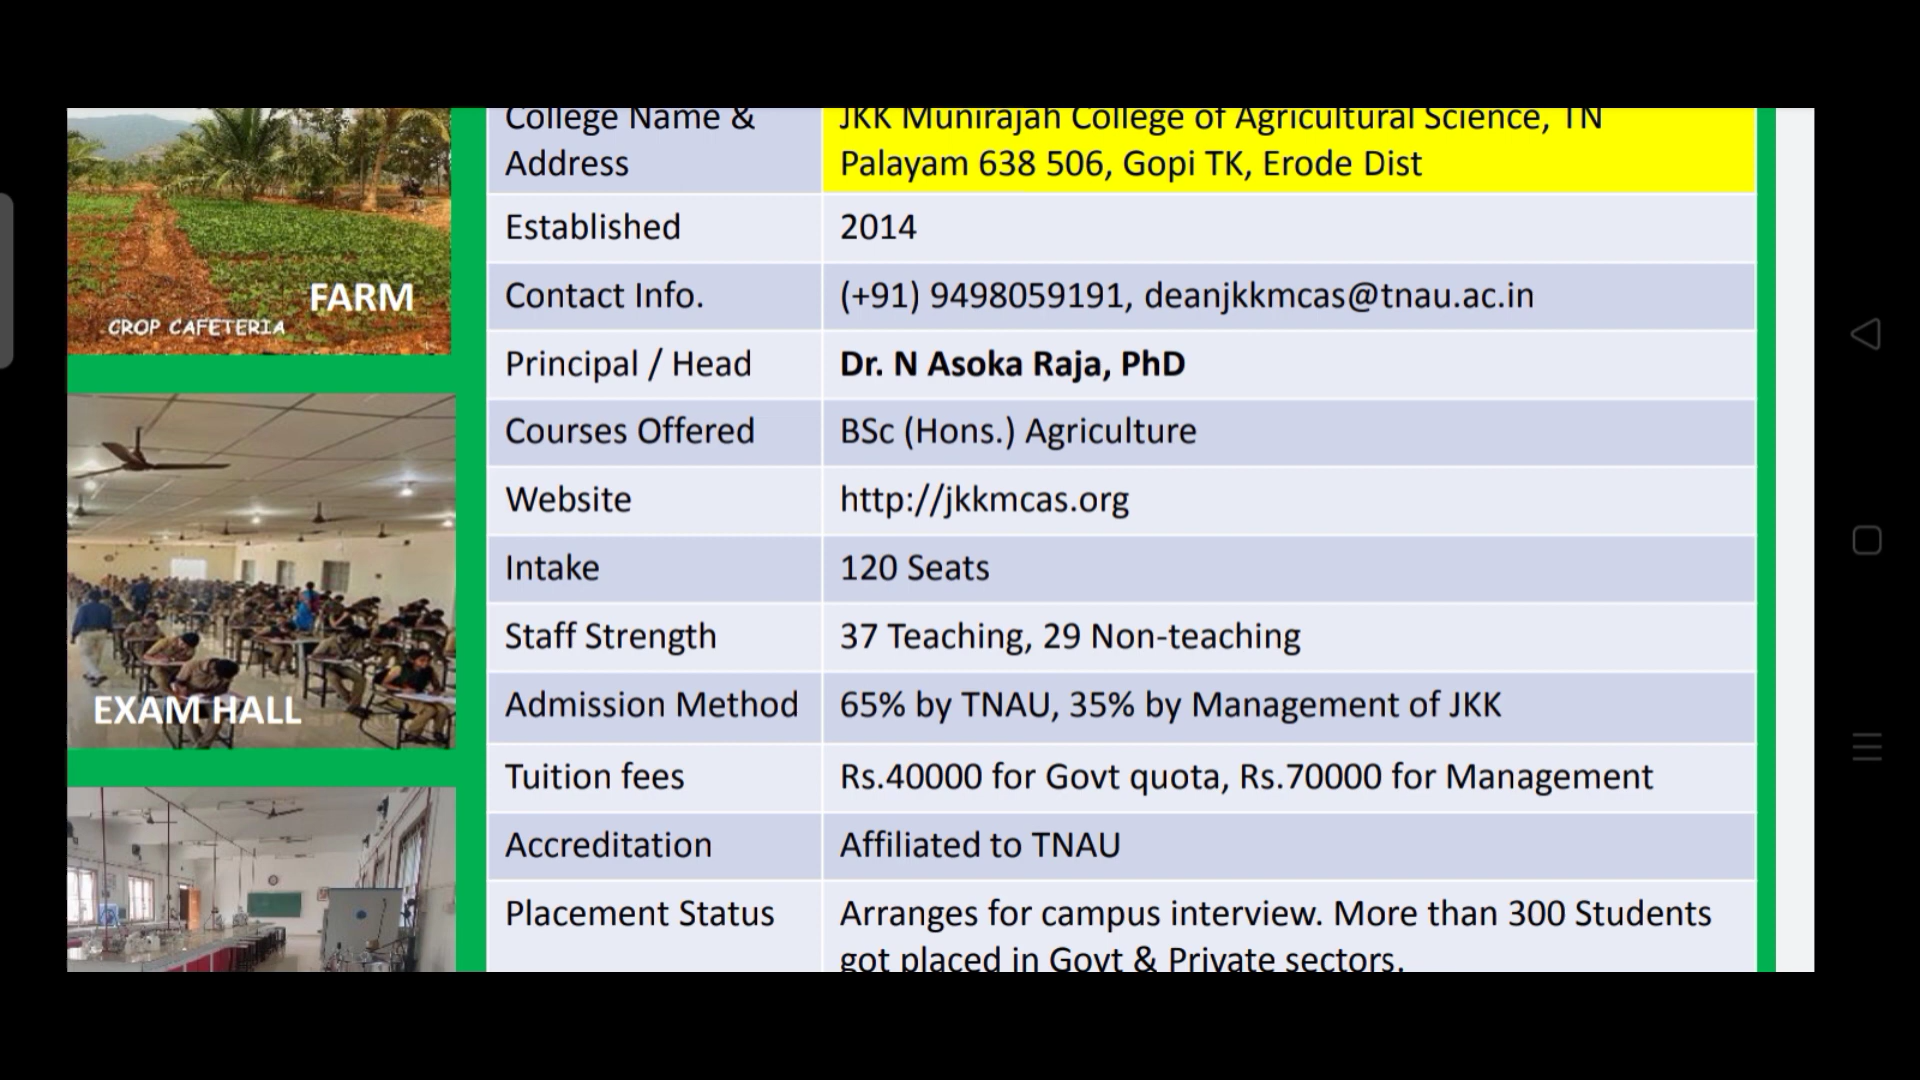 FARM
CROP CAFETERIA
EXAM HALL
College Name &
Address
JKK Munirajah College of Agricultural Science, TN
Palayam 638 506, Gopi TK, Erode Dist
Established
2014
Contact Info.
(+91) 9498059191, deanjkkmcas@tnau.ac.in
Principal / Head
Dr. N Asoka Raja, PhD
Courses Offered
BSc (Hons.) Agriculture
Website
http://jkkmcas.org
Intake
120 Seats
Staff Strength
37 Teaching, 29 Non-teaching
Admission Method
65% by TNAU, 35% by Management of JKK
Tuition fees
Rs.40000 for Govt quota, Rs.70000 for Management
Accreditation
Affiliated to TNAU
Placement Status
Arranges for campus interview. More than 300 Students
got placed in Govt & Private sectors.